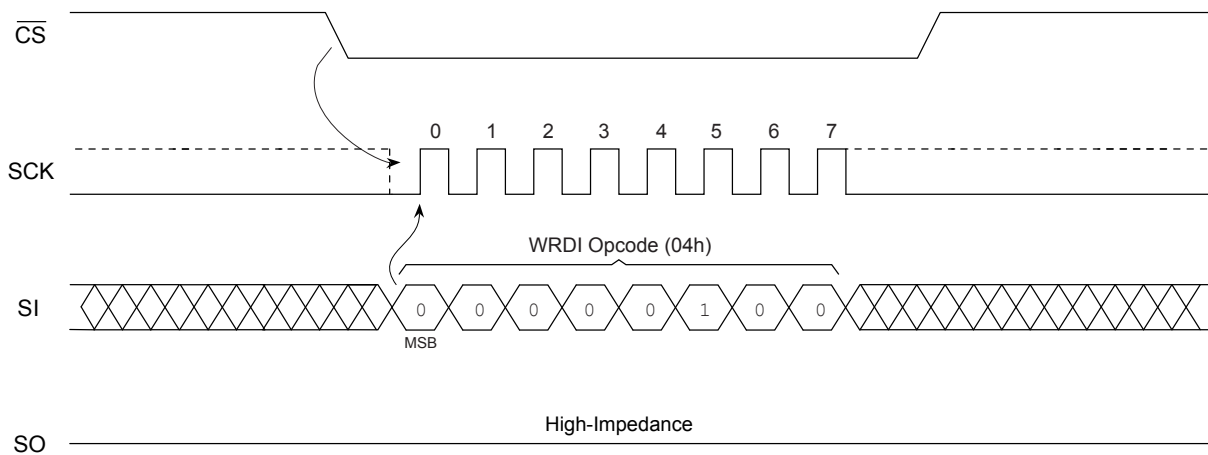 CS
0 1 2 3 4 5 6 7
SCK
WRDI Opcode (04h)
SI 0 0 0 0 0 1 0 0
MSB
High-Impedance
SO